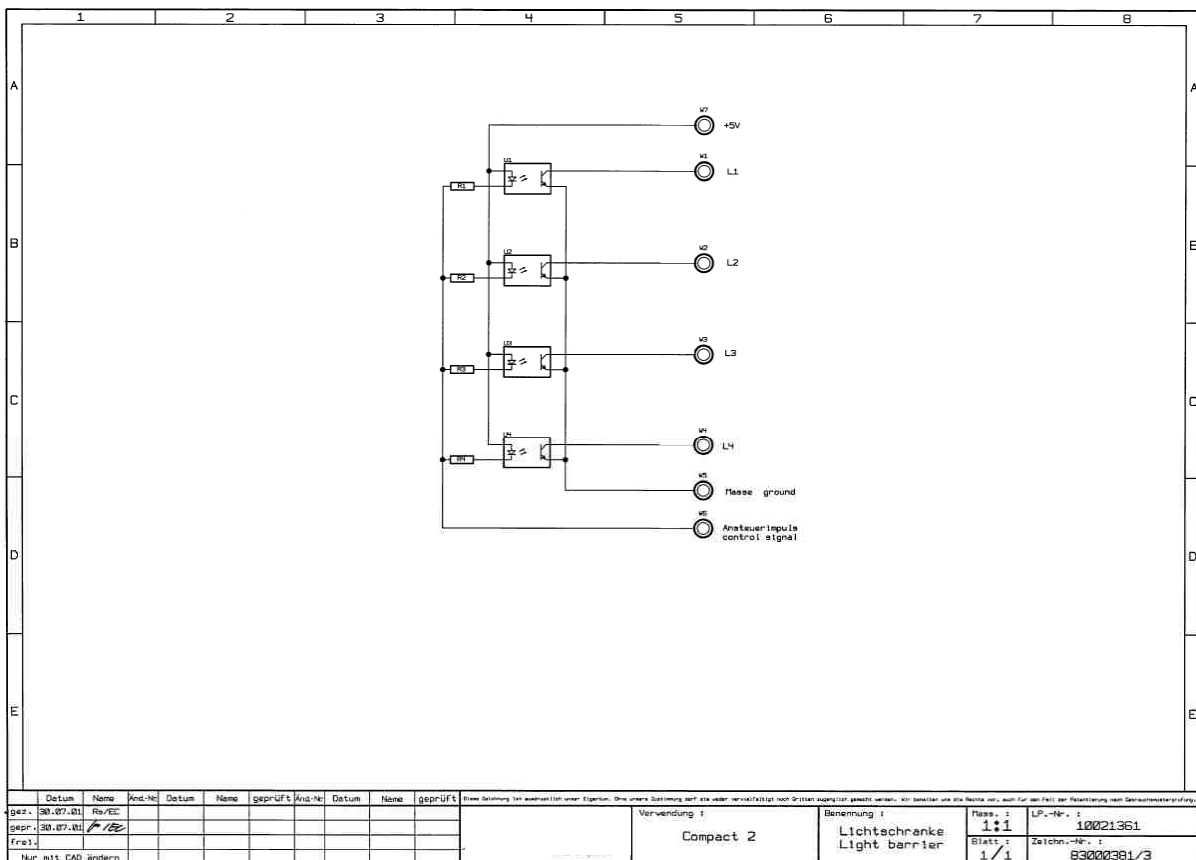 1 2 3 4 5 6 7 8
A A
W7
+5V
U1
W1
L1
R1
B
U2
W2
L2
R2
U3
W3
L3
R3
C C
U4
W4
L4
R4
W5
Masse ground
W6
Ansteuerimpuls
control signal
D D
E E
Datum Name Änd-Nr Datum Name geprüft Änd-Nr Datum Name geprüft
gez. 30.07.01 Rs/EC
gepr. 30.07.01
frei.
Nur mit CAD ändern
Verwendung :
Compact 2
Benennung :
Lichtschranke
Light barrier
Mass. :
1:1
Blatt :
1/1
LP.-Nr. :
10021361
Zeichn.-Nr. :
83000381/3